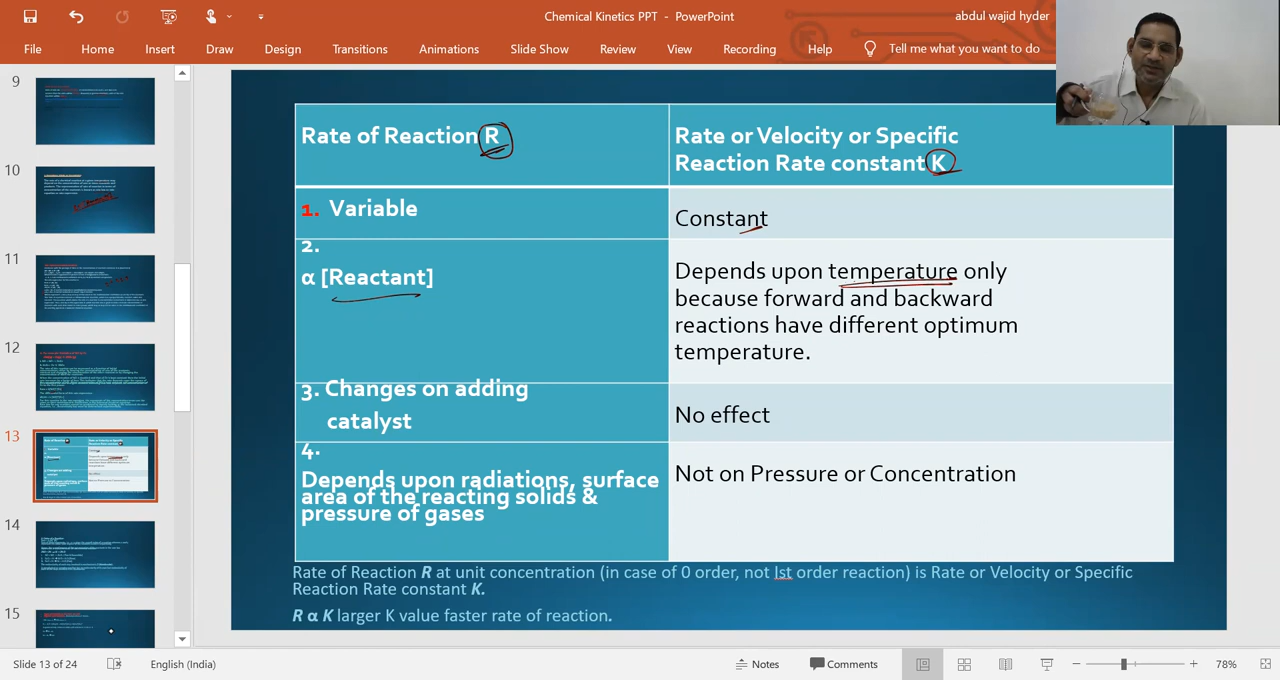 Chemical Kinetics PPT - PowerPoint
abdul wajid hyder
File Home Insert Draw Design Transitions Animations Slide Show Review View Recording Help Tell me what you want to do
9
10
11
12
13
14
15
Rate of Reaction R
Rate or Velocity or Specific
Reaction Rate constant K
1. Variable
Constant
2.
α [Reactant]
Depends upon temperature only
because forward and backward
reactions have different optimum
temperature.
3. Changes on adding
catalyst
No effect
4.
Depends upon radiations, surface
area of the reacting solids &
pressure of gases
Not on Pressure or Concentration
Rate of Reaction R at unit concentration (in case of 0 order, not Ist order reaction) is Rate or Velocity or Specific
Reaction Rate constant K.
R α K larger K value faster rate of reaction.
Slide 13 of 24 English (India) Notes Comments 78%